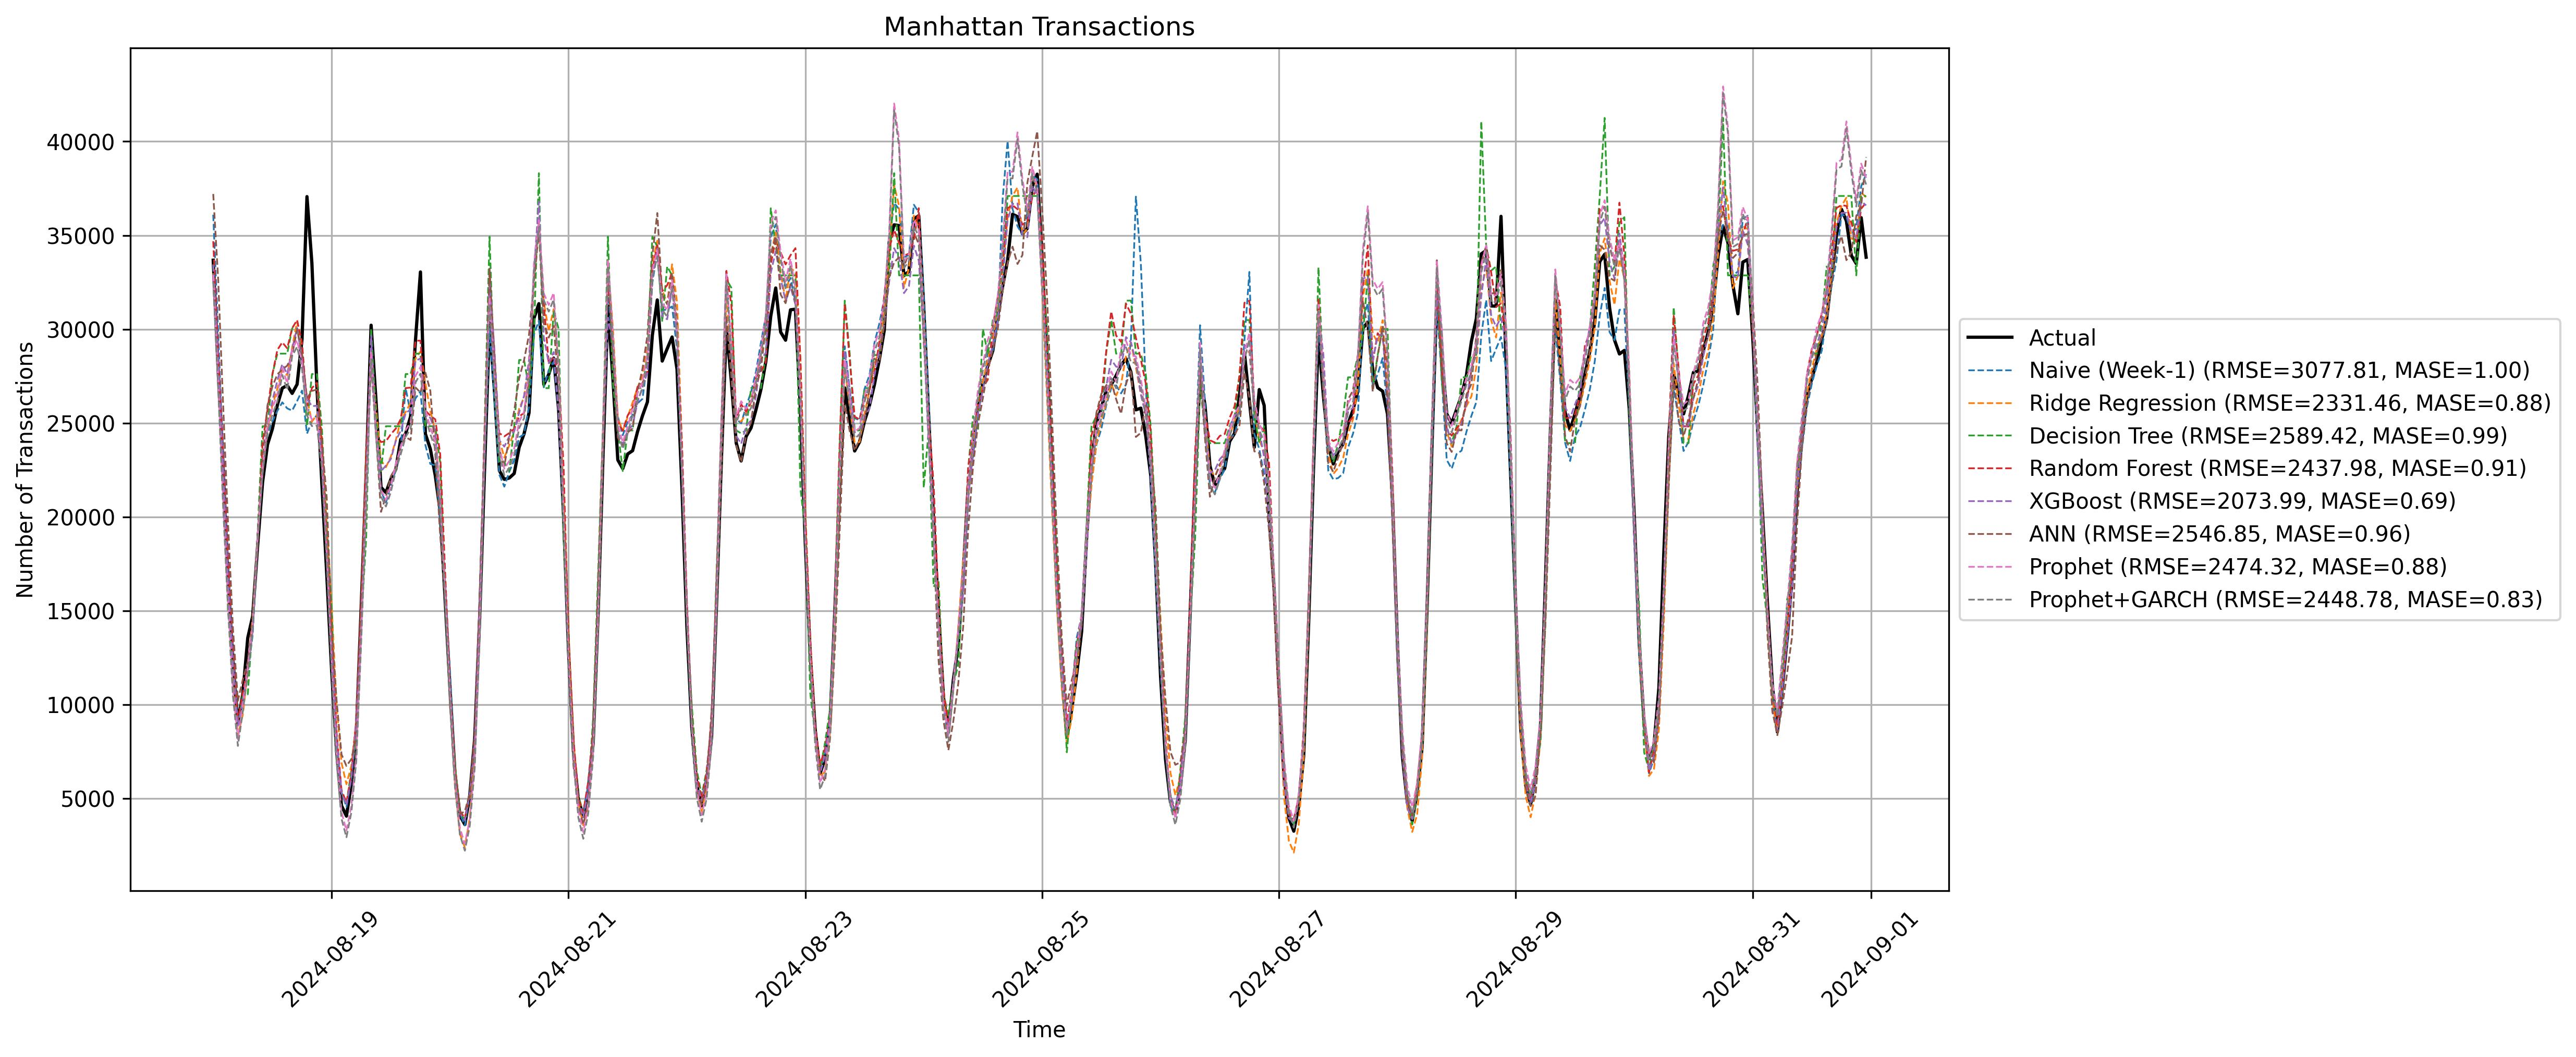 Manhattan Transactions
Number of Transactions
40000
35000
30000
25000
20000
15000
10000
5000
2024-08-19
2024-08-21
2024-08-23
2024-08-25
2024-08-27
2024-08-29
2024-08-31
2024-09-01
Time
Actual
Naive (Week-1) (RMSE=3077.81, MASE=1.00)
Ridge Regression (RMSE=2331.46, MASE=0.88)
Decision Tree (RMSE=2589.42, MASE=0.99)
Random Forest (RMSE=2437.98, MASE=0.91)
XGBoost (RMSE=2073.99, MASE=0.69)
ANN (RMSE=2546.85, MASE=0.96)
Prophet (RMSE=2474.32, MASE=0.88)
Prophet+GARCH (RMSE=2448.78, MASE=0.83)